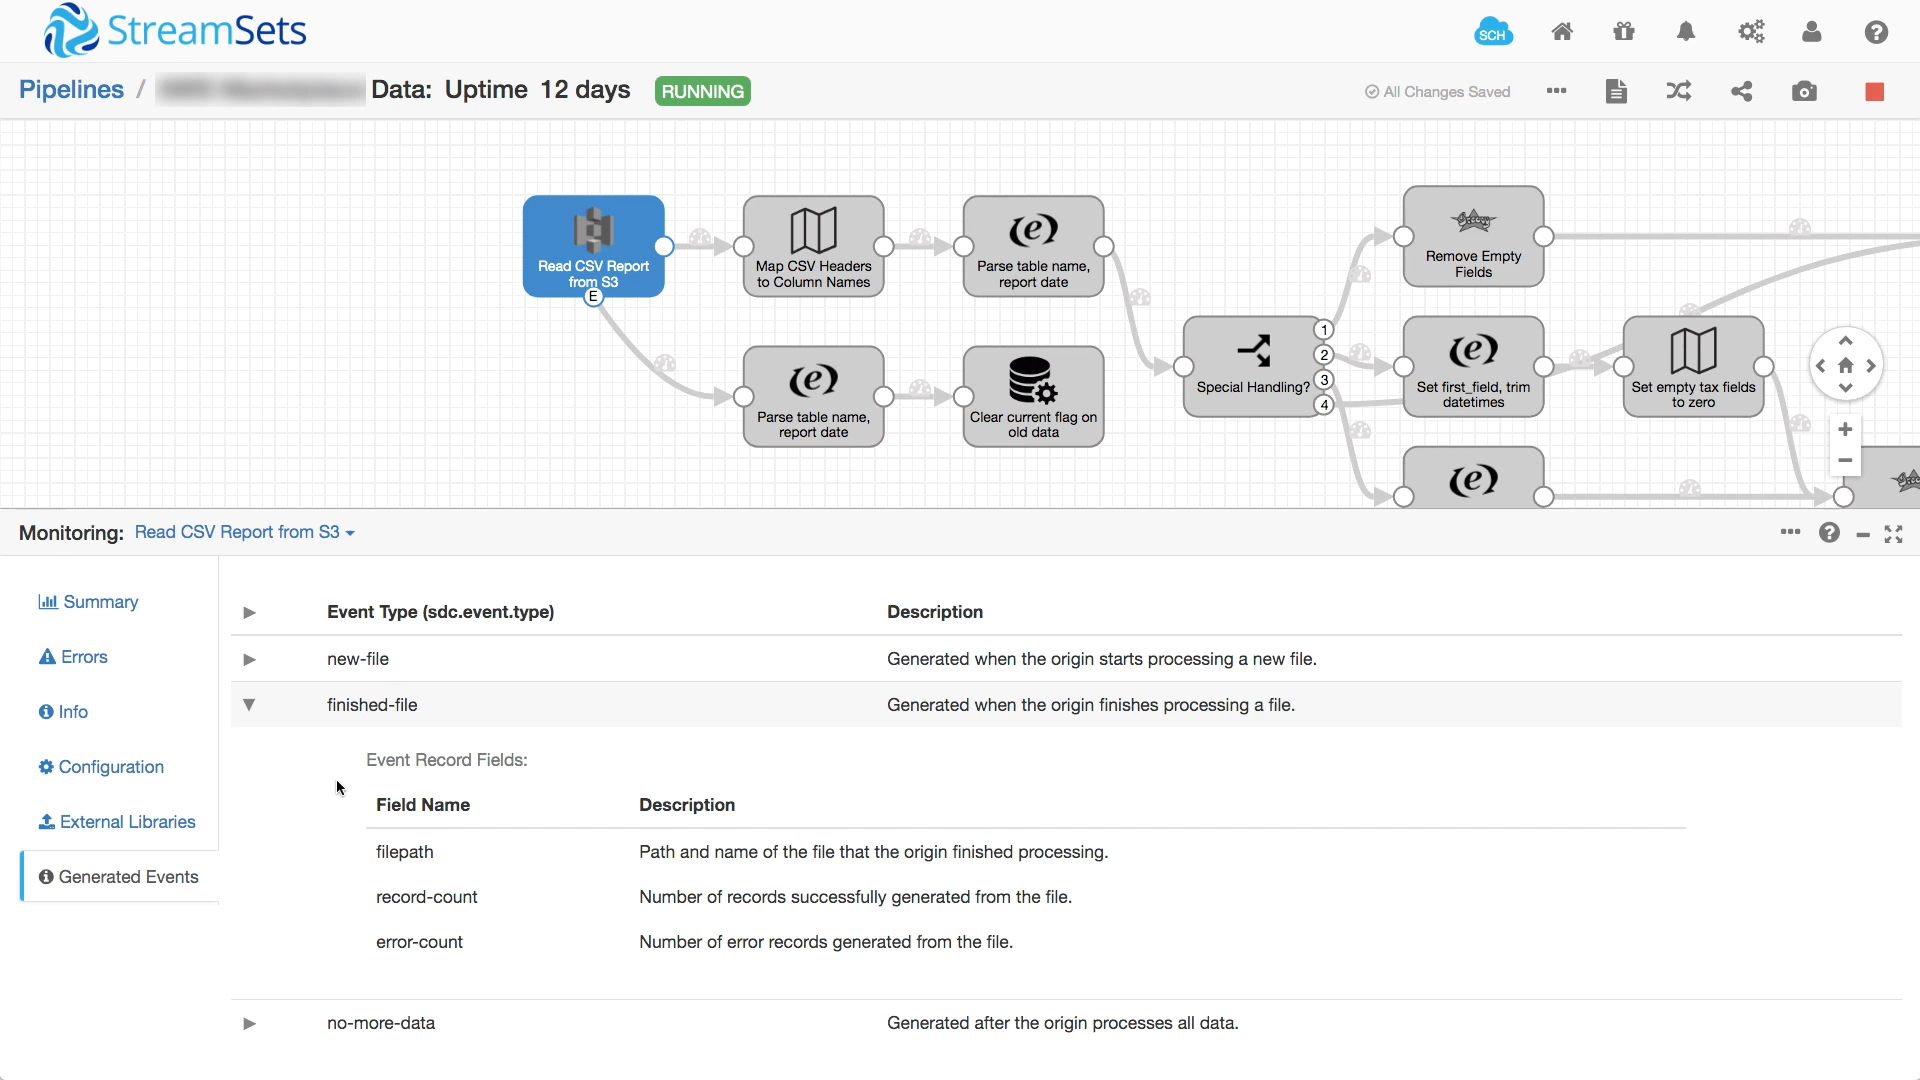 StreamSets
SCH
Pipelines / Data: Uptime 12 days RUNNING
All Changes Saved
Read CSV Report
from S3
E
Map CSV Headers
to Column Names
Parse table name,
report date
Parse table name,
report date
Clear current flag on
old data
Special Handling?
1
2
3
4
Remove Empty
Fields
Set first_field, trim
datetimes
Set empty tax fields
to zero
Monitoring: Read CSV Report from S3
Summary
Errors
Info
Configuration
External Libraries
Generated Events
Event Type (sdc.event.type) Description
new-file Generated when the origin starts processing a new file.
finished-file Generated when the origin finishes processing a file.
Event Record Fields:
Field Name Description
filepath Path and name of the file that the origin finished processing.
record-count Number of records successfully generated from the file.
error-count Number of error records generated from the file.
no-more-data Generated after the origin processes all data.